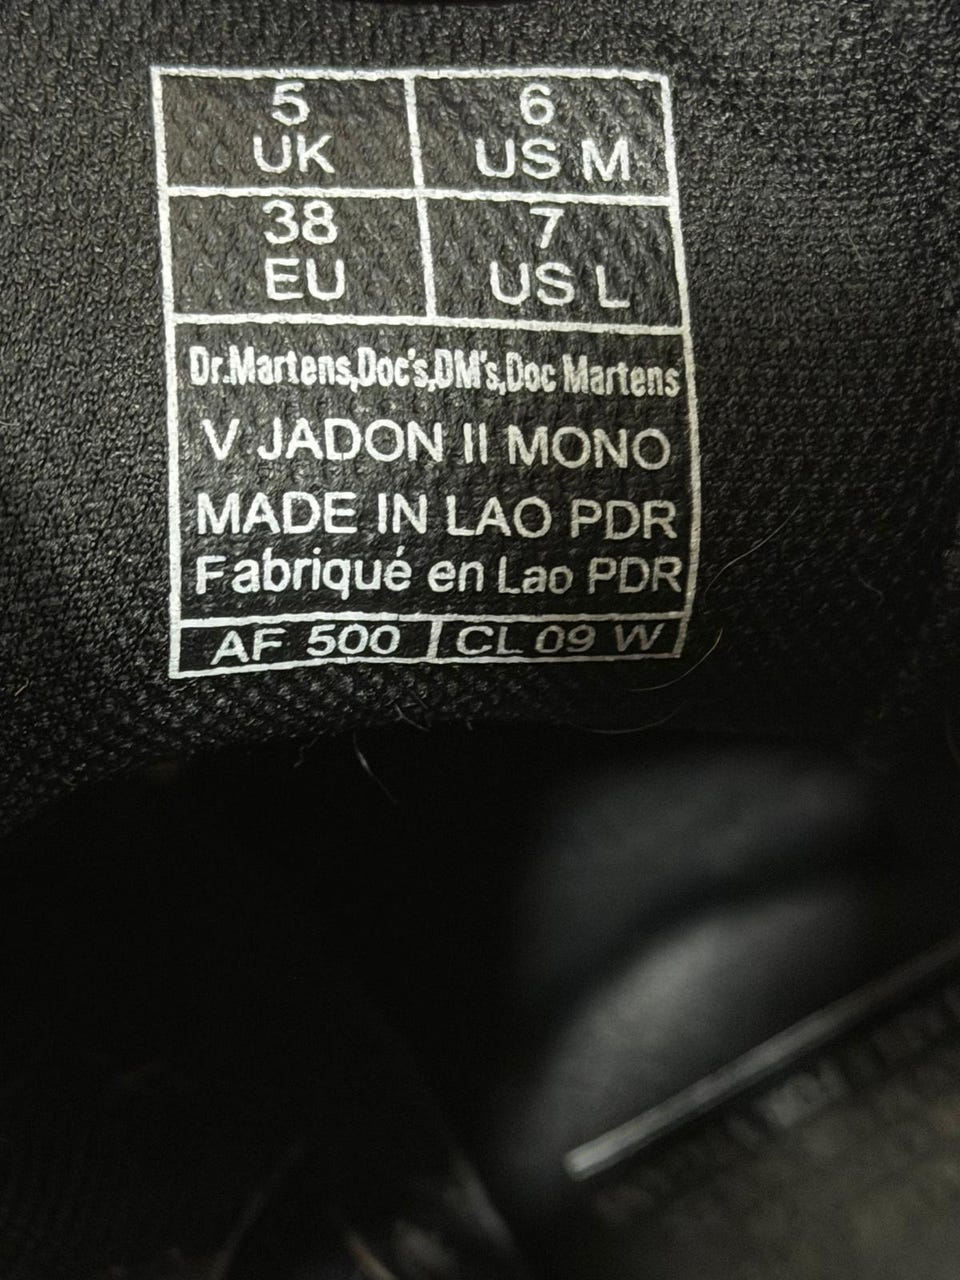 5 UK
6 US M
38 EU
7 US L
Dr.Martens,Doc's,DM's,Doc Martens
V JADON II MONO
MADE IN LAO PDR
Fabriqué en Lao PDR
AF 500 CL 09 W